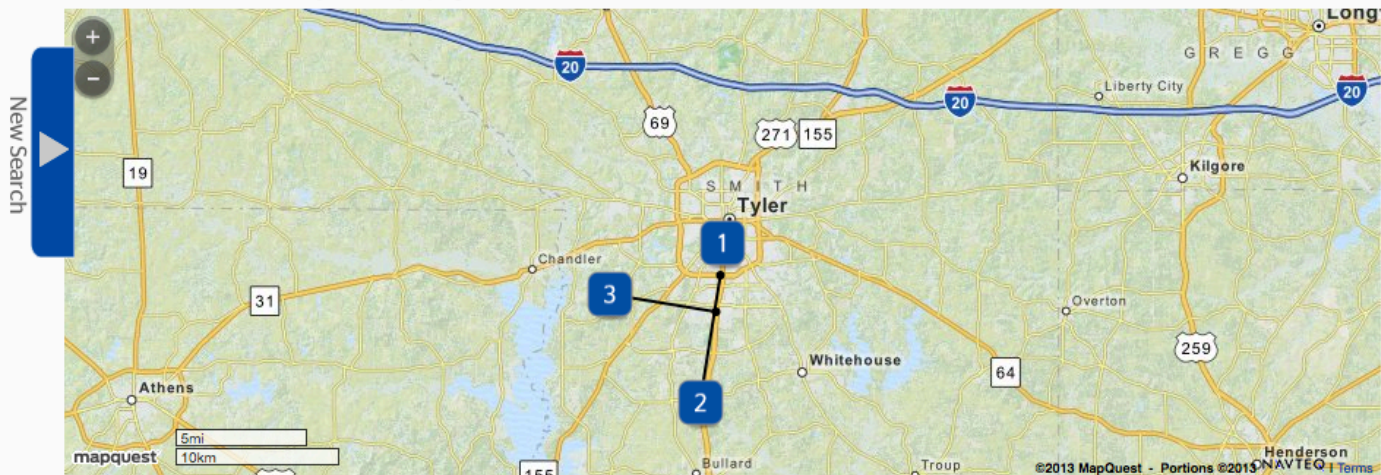 Long
GREGG
+
20
−
Liberty City
20
20
69
271
155
New Search
19
Kilgore
SMITH
Tyler
1
Chandler
3
31
Overton
259
Whitehouse
64
Athens
2
5mi
mapquest
10km
155
Bullard
Troup
Henderson
©2013 MapQuest - Portions ©2013 NAVTEQ | Terms